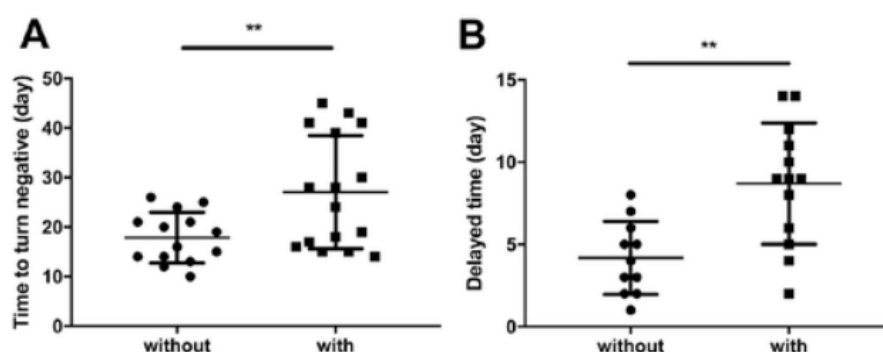 A
**
Time to turn negative (day)
50
40
30
20
10
0
without with
B
**
Delayed time (day)
15
10
5
0
without with